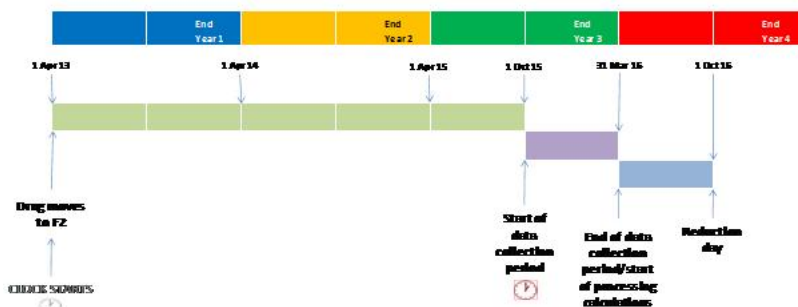 End
Year 1
End
Year 2
End
Year 3
End
Year 4
1 Apr 13
1 Apr 14
1 Apr 15
1 Oct 15
31 Mar 16
1 Oct 16
Drug moves
to F2
CLOCK STARTS
Start of
data
collection
period
End of data
collection
period/start
of processing
calculations
Reduction
day